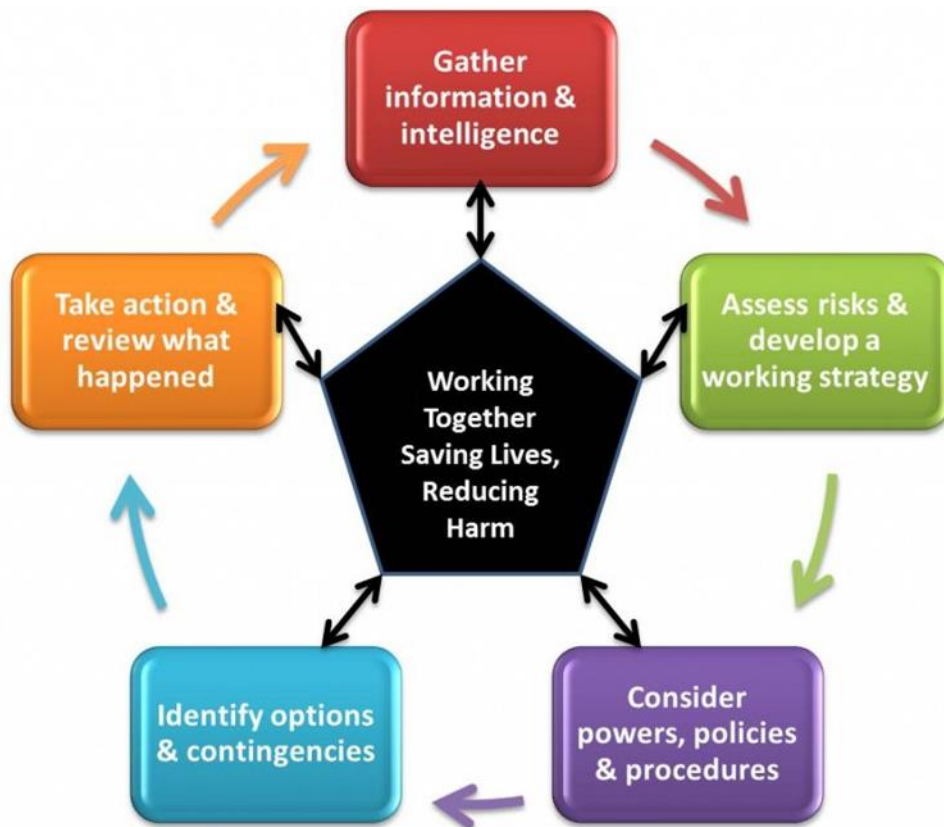 Gather
information &
intelligence
Assess risks &
develop a
working strategy
Consider
powers, policies
& procedures
Identify options
& contingencies
Take action &
review what
happened
Working
Together
Saving Lives,
Reducing
Harm